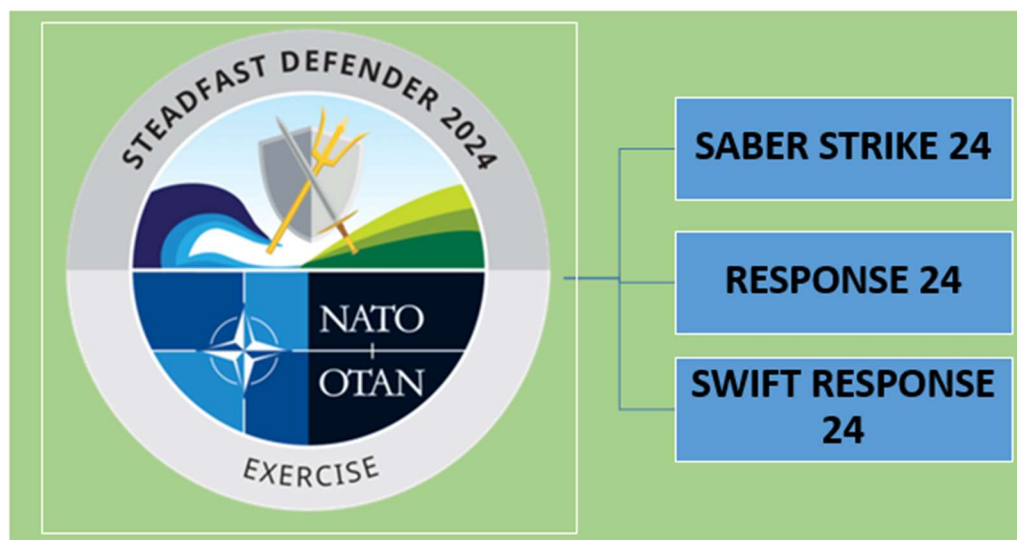 STEADFAST DEFENDER 2024
NATO
OTAN
EXERCISE
SABER STRIKE 24
RESPONSE 24
SWIFT RESPONSE
24